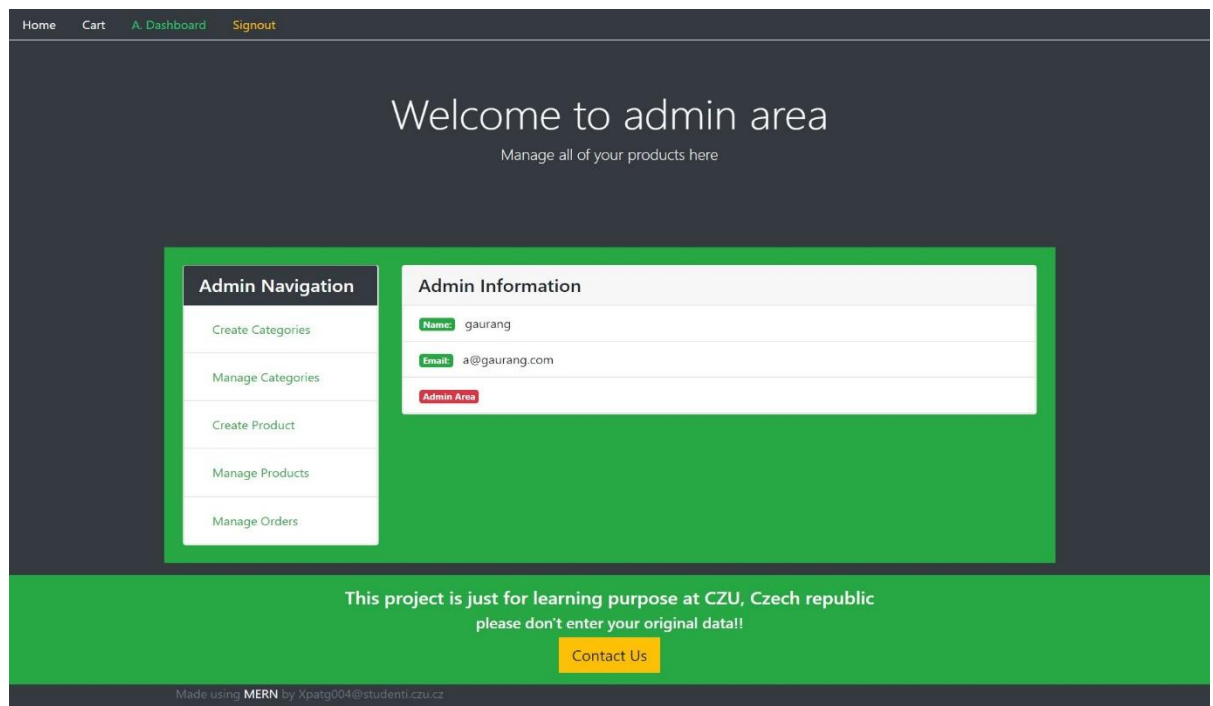 Home Cart A. Dashboard Signout
Welcome to admin area
Manage all of your products here
Admin Navigation
Create Categories
Manage Categories
Create Product
Manage Products
Manage Orders
Admin Information
Name: gaurang
Email: a@gaurang.com
Admin Area
This project is just for learning purpose at CZU, Czech republic
please don't enter your original data!!
Contact Us
Made using MERN by Xpatg004@studenti.czu.cz